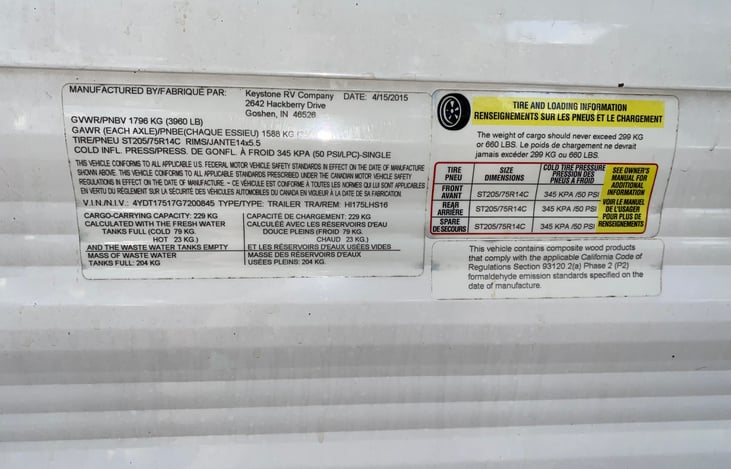 MANUFACTURED BY/FABRIQUÉ PAR: Keystone RV Company DATE: 4/15/2015
2642 Hackberry Drive
Goshen, IN 46526
GVWR/PNBV 1796 KG (3960 LB)
GAWR (EACH AXLE)/PNBE(CHAQUE ESSIEU) 1588 KG
TIRE/PNEU ST205/75R14C RIMS/JANTE14x5.5
COLD INFL. PRESS/PRESS. DE GONFL. À FROID 345 KPA (50 PSI/LPC)-SINGLE
THIS VEHICLE CONFORMS TO ALL APPLICABLE U.S. FEDERAL MOTOR VEHICLE SAFETY STANDARDS IN EFFECT ON THE DATE OF MANUFACTURE
SHOWN ABOVE. THIS VEHICLE CONFORMS TO ALL APPLICABLE STANDARDS PRESCRIBED UNDER THE CANADIAN MOTOR VEHICLE SAFETY
REGULATIONS IN EFFECT ON THE DATE OF MANUFACTURE. - CE VÉHICULE EST CONFORME À TOUTES LES NORMES QUI LUI SONT APPLICABLES
EN VERTU DU RÈGLEMENT SUR LA SÉCURITÉ DES VÉHICULES AUTOMOBILES DU CANADA EN VIGUEUR À LA DATE DE SA FABRICATION.
V.I.N./N.I.V.: 4YDT17517G7200845 TYPE/TYPE: TRAILER TRA/REM: HI175LHS16
CARGO-CARRYING CAPACITY: 229 KG
CALCULATED WITH THE FRESH WATER
TANKS FULL (COLD 79 KG.
HOT 23 KG.)
AND THE WASTE WATER TANKS EMPTY
MASS OF WASTE WATER
TANKS FULL: 204 KG
CAPACITÉ DE CHARGEMENT: 229 KG
CALCULÉE AVEC LES RÉSERVOIRS D'EAU
DOUCE PLEINS (FROID 79 KG.
CHAUD 23 KG.)
ET LES RÉSERVOIRS D'EAUX USÉES VIDES
MASSE DES RÉSERVOIRS D'EAUX
USÉES PLEINS: 204 KG.
TIRE AND LOADING INFORMATION
RENSEIGNEMENTS SUR LES PNEUS ET LE CHARGEMENT
The weight of cargo should never exceed 299 KG
or 660 LBS. Le poids de chargement ne devrait
jamais excéder 299 KG ou 660 LBS.
TIRE PNEU SIZE DIMENSIONS COLD TIRE PRESSURE PRESSION DES PNEUS À FROID
FRONT AVANT ST205/75R14C 345 KPA /50 PSI
REAR ARRIÈRE ST205/75R14C 345 KPA /50 PSI
SPARE DE SECOURS ST205/75R14C 345 KPA /50 PSI
SEE OWNER'S
MANUAL FOR
ADDITIONAL
INFORMATION
VOIR LE MANUEL
DE L'USAGER
POUR PLUS DE
RENSEIGNEMENTS
This vehicle contains composite wood products
that comply with the applicable California Code of
Regulations Section 93120.2(a) Phase 2 (P2)
formaldehyde emission standards specified on the
date of manufacture.